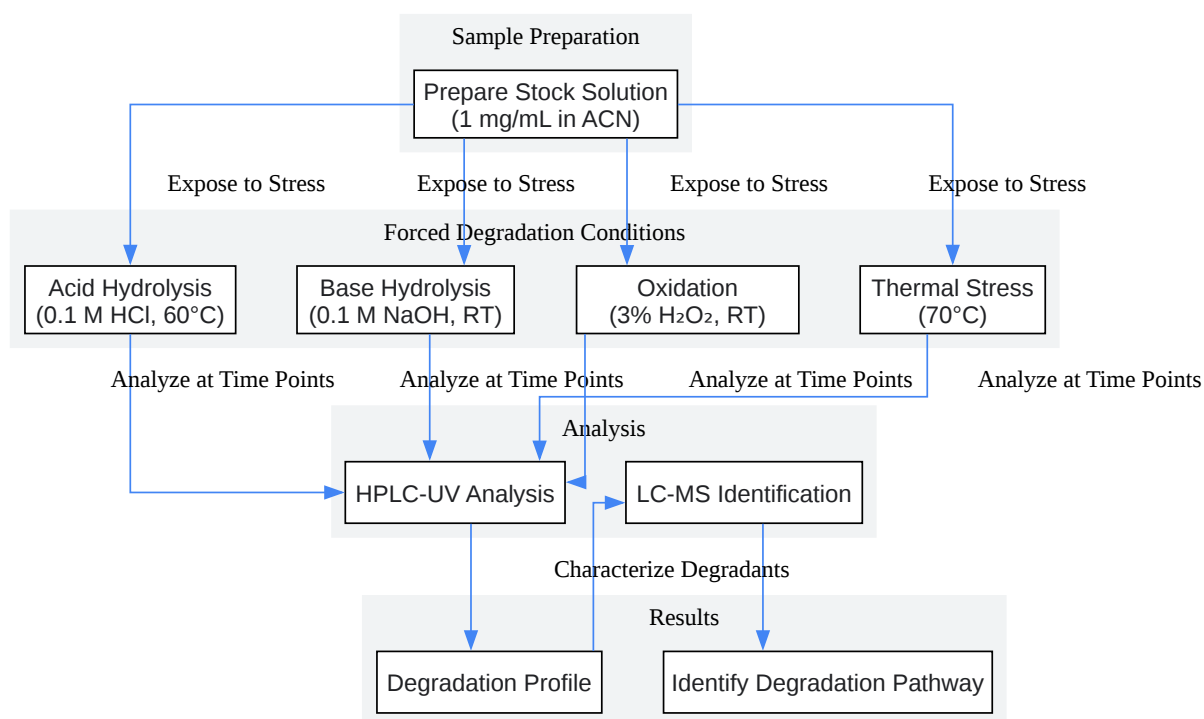 Sample Preparation
Prepare Stock Solution
(1 mg/mL in ACN)
Expose to Stress
Expose to Stress
Expose to Stress
Expose to Stress
Forced Degradation Conditions
Acid Hydrolysis
(0.1 M HCl, 60°C)
Base Hydrolysis
(0.1 M NaOH, RT)
Oxidation
(3% H₂O₂, RT)
Thermal Stress
(70°C)
Analyze at Time Points
Analyze at Time Points
Analyze at Time Points
Analyze at Time Points
Analysis
HPLC-UV Analysis
LC-MS Identification
Characterize Degradants
Results
Degradation Profile
Identify Degradation Pathway